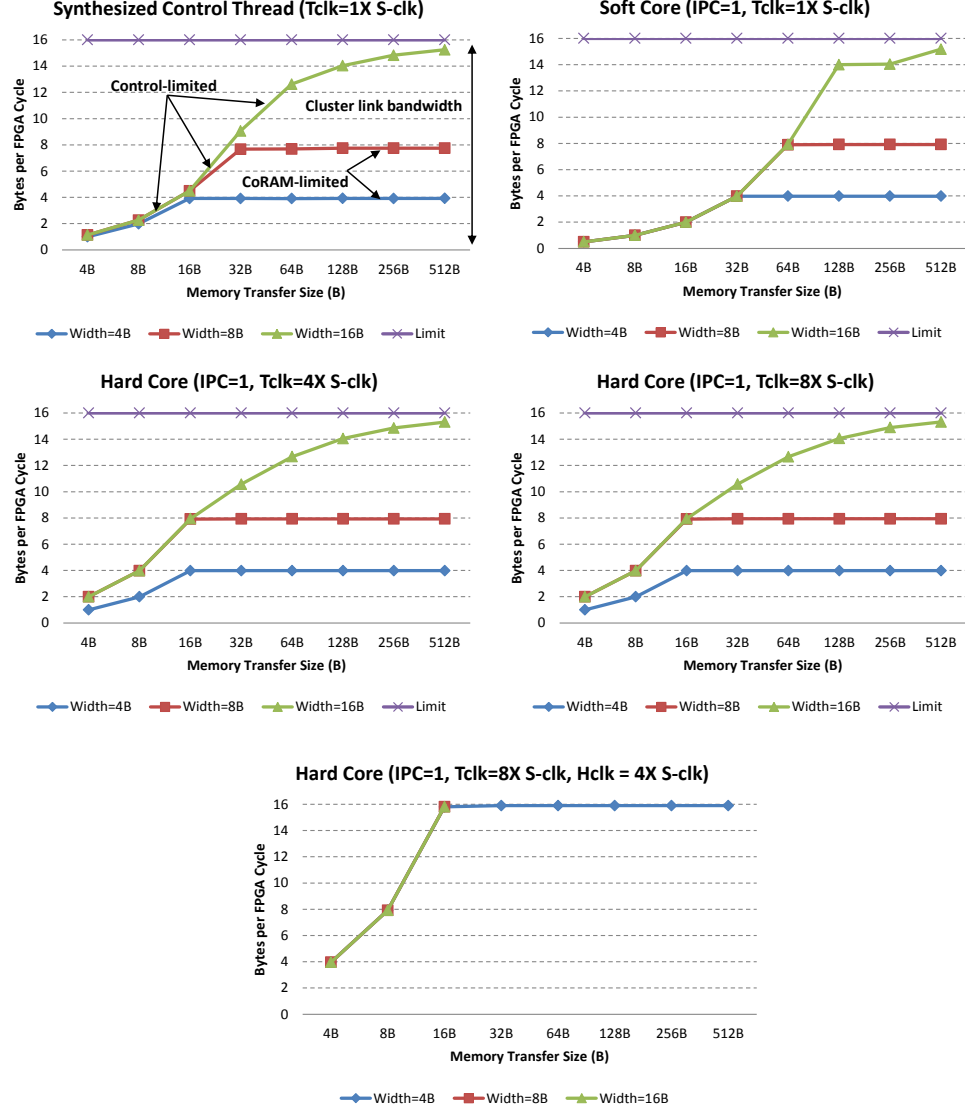 Synthesized Control Thread (Tclk=1X S-clk)
16
14
12
10
8
6
4
2
0
Bytes per FPGA Cycle
Control-limited
Cluster link bandwidth
CoRAM-limited
4B 8B 16B 32B 64B 128B 256B 512B
Memory Transfer Size (B)
Width=4B Width=8B Width=16B Limit
Soft Core (IPC=1, Tclk=1X S-clk)
16
14
12
10
8
6
4
2
0
Bytes per FPGA Cycle
4B 8B 16B 32B 64B 128B 256B 512B
Memory Transfer Size (B)
Width=4B Width=8B Width=16B Limit
Hard Core (IPC=1, Tclk=4X S-clk)
16
14
12
10
8
6
4
2
0
Bytes per FPGA Cycle
4B 8B 16B 32B 64B 128B 256B 512B
Memory Transfer Size (B)
Width=4B Width=8B Width=16B Limit
Hard Core (IPC=1, Tclk=8X S-clk)
16
14
12
10
8
6
4
2
0
Bytes per FPGA Cycle
4B 8B 16B 32B 64B 128B 256B 512B
Memory Transfer Size (B)
Width=4B Width=8B Width=16B Limit
Hard Core (IPC=1, Tclk=8X S-clk, Hclk = 4X S-clk)
16
14
12
10
8
6
4
2
0
Bytes per FPGA Cycle
4B 8B 16B 32B 64B 128B 256B 512B
Memory Transfer Size (B)
Width=4B Width=8B Width=16B